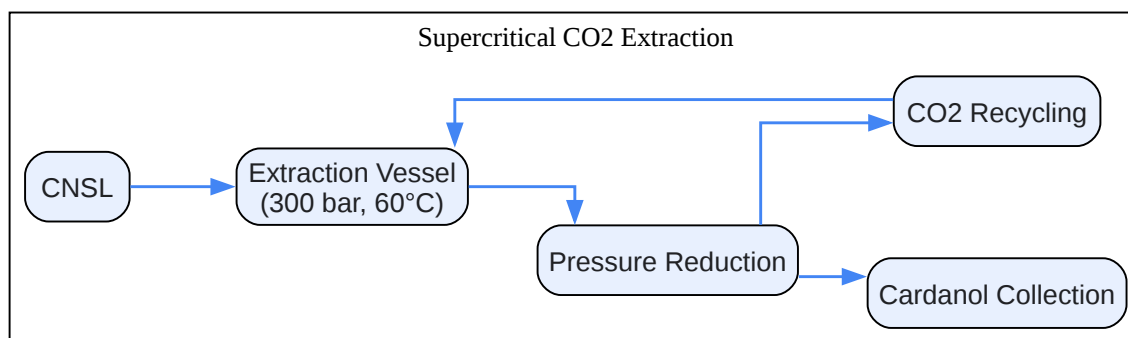 Supercritical CO2 Extraction
CNSL
Extraction Vessel
(300 bar, 60°C)
Pressure Reduction
CO2 Recycling
Cardanol Collection